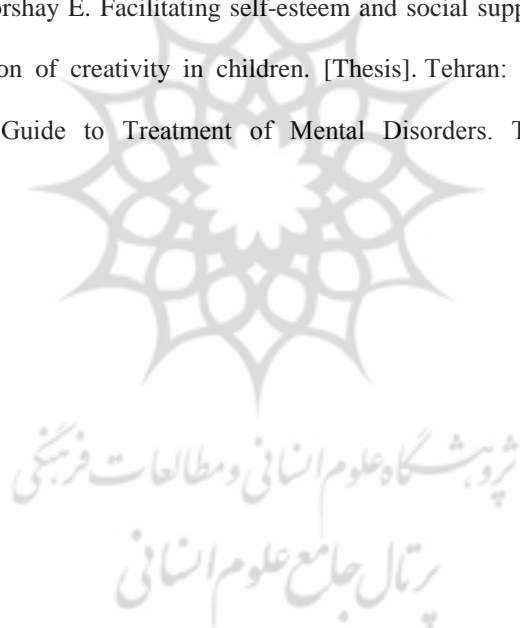 orshay E. Facilitating self-esteem and social supp
on of creativity in children. [Thesis]. Tehran:
Guide to Treatment of Mental Disorders. T
پژوهشگاه علوم انسانی و مطالعات فرهنگی
پرتال جامع علوم انسانی